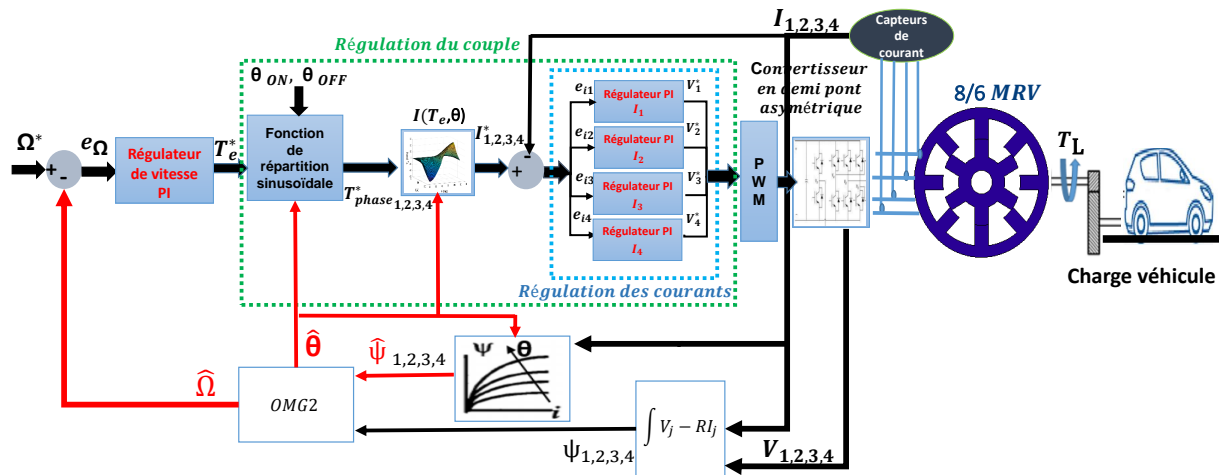 I₁,₂,₃,₄
Capteurs
de
courant
Régulation du couple
θ ON, θ OFF
Convertisseur
en demi pont
asymétrique
8/6 MRV
Ω*
eΩ
+
-
Régulateur
de vitesse
PI
Tₑ*
Fonction
de
répartition
sinusoïdale
T*phase₁,₂,₃,₄
I(Tₑ,θ)
I*₁,₂,₃,₄
-
+
eᵢ₁
Régulateur PI
I₁
V₁*
eᵢ₂
Régulateur PI
I₂
V₂*
eᵢ₃
Régulateur PI
I₃
V₃*
eᵢ₄
Régulateur PI
I₄
V₄*
P
W
M
T_L
Charge véhicule
Régulation des courants
θ̂
Ω̂
ψ̂ ₁,₂,₃,₄
Ψ
θ
i
OMG2
∫ Vⱼ − RIⱼ
ψ₁,₂,₃,₄
V₁,₂,₃,₄